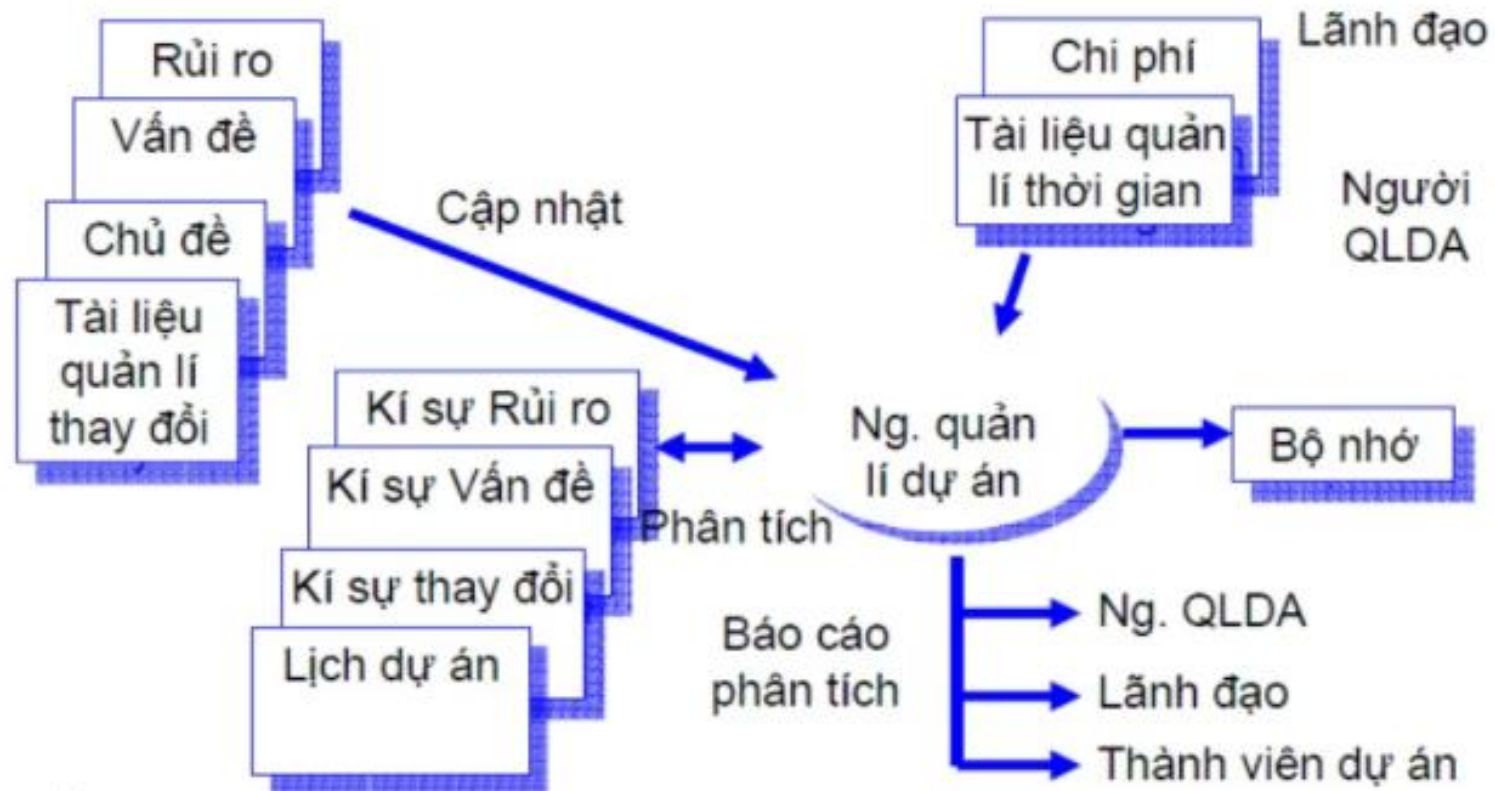 Rủi ro
Vấn đề
Chủ đề
Tài liệu
quản lí
thay đổi
Cập nhật
Chi phí
Tài liệu quản
lí thời gian
Lãnh đạo
Người
QLDA
Kí sự Rủi ro
Kí sự Vấn đề
Kí sự thay đổi
Lịch dự án
Phân tích
Ng. quản
lí dự án
Bộ nhớ
Báo cáo
phân tích
Ng. QLDA
Lãnh đạo
Thành viên dự án